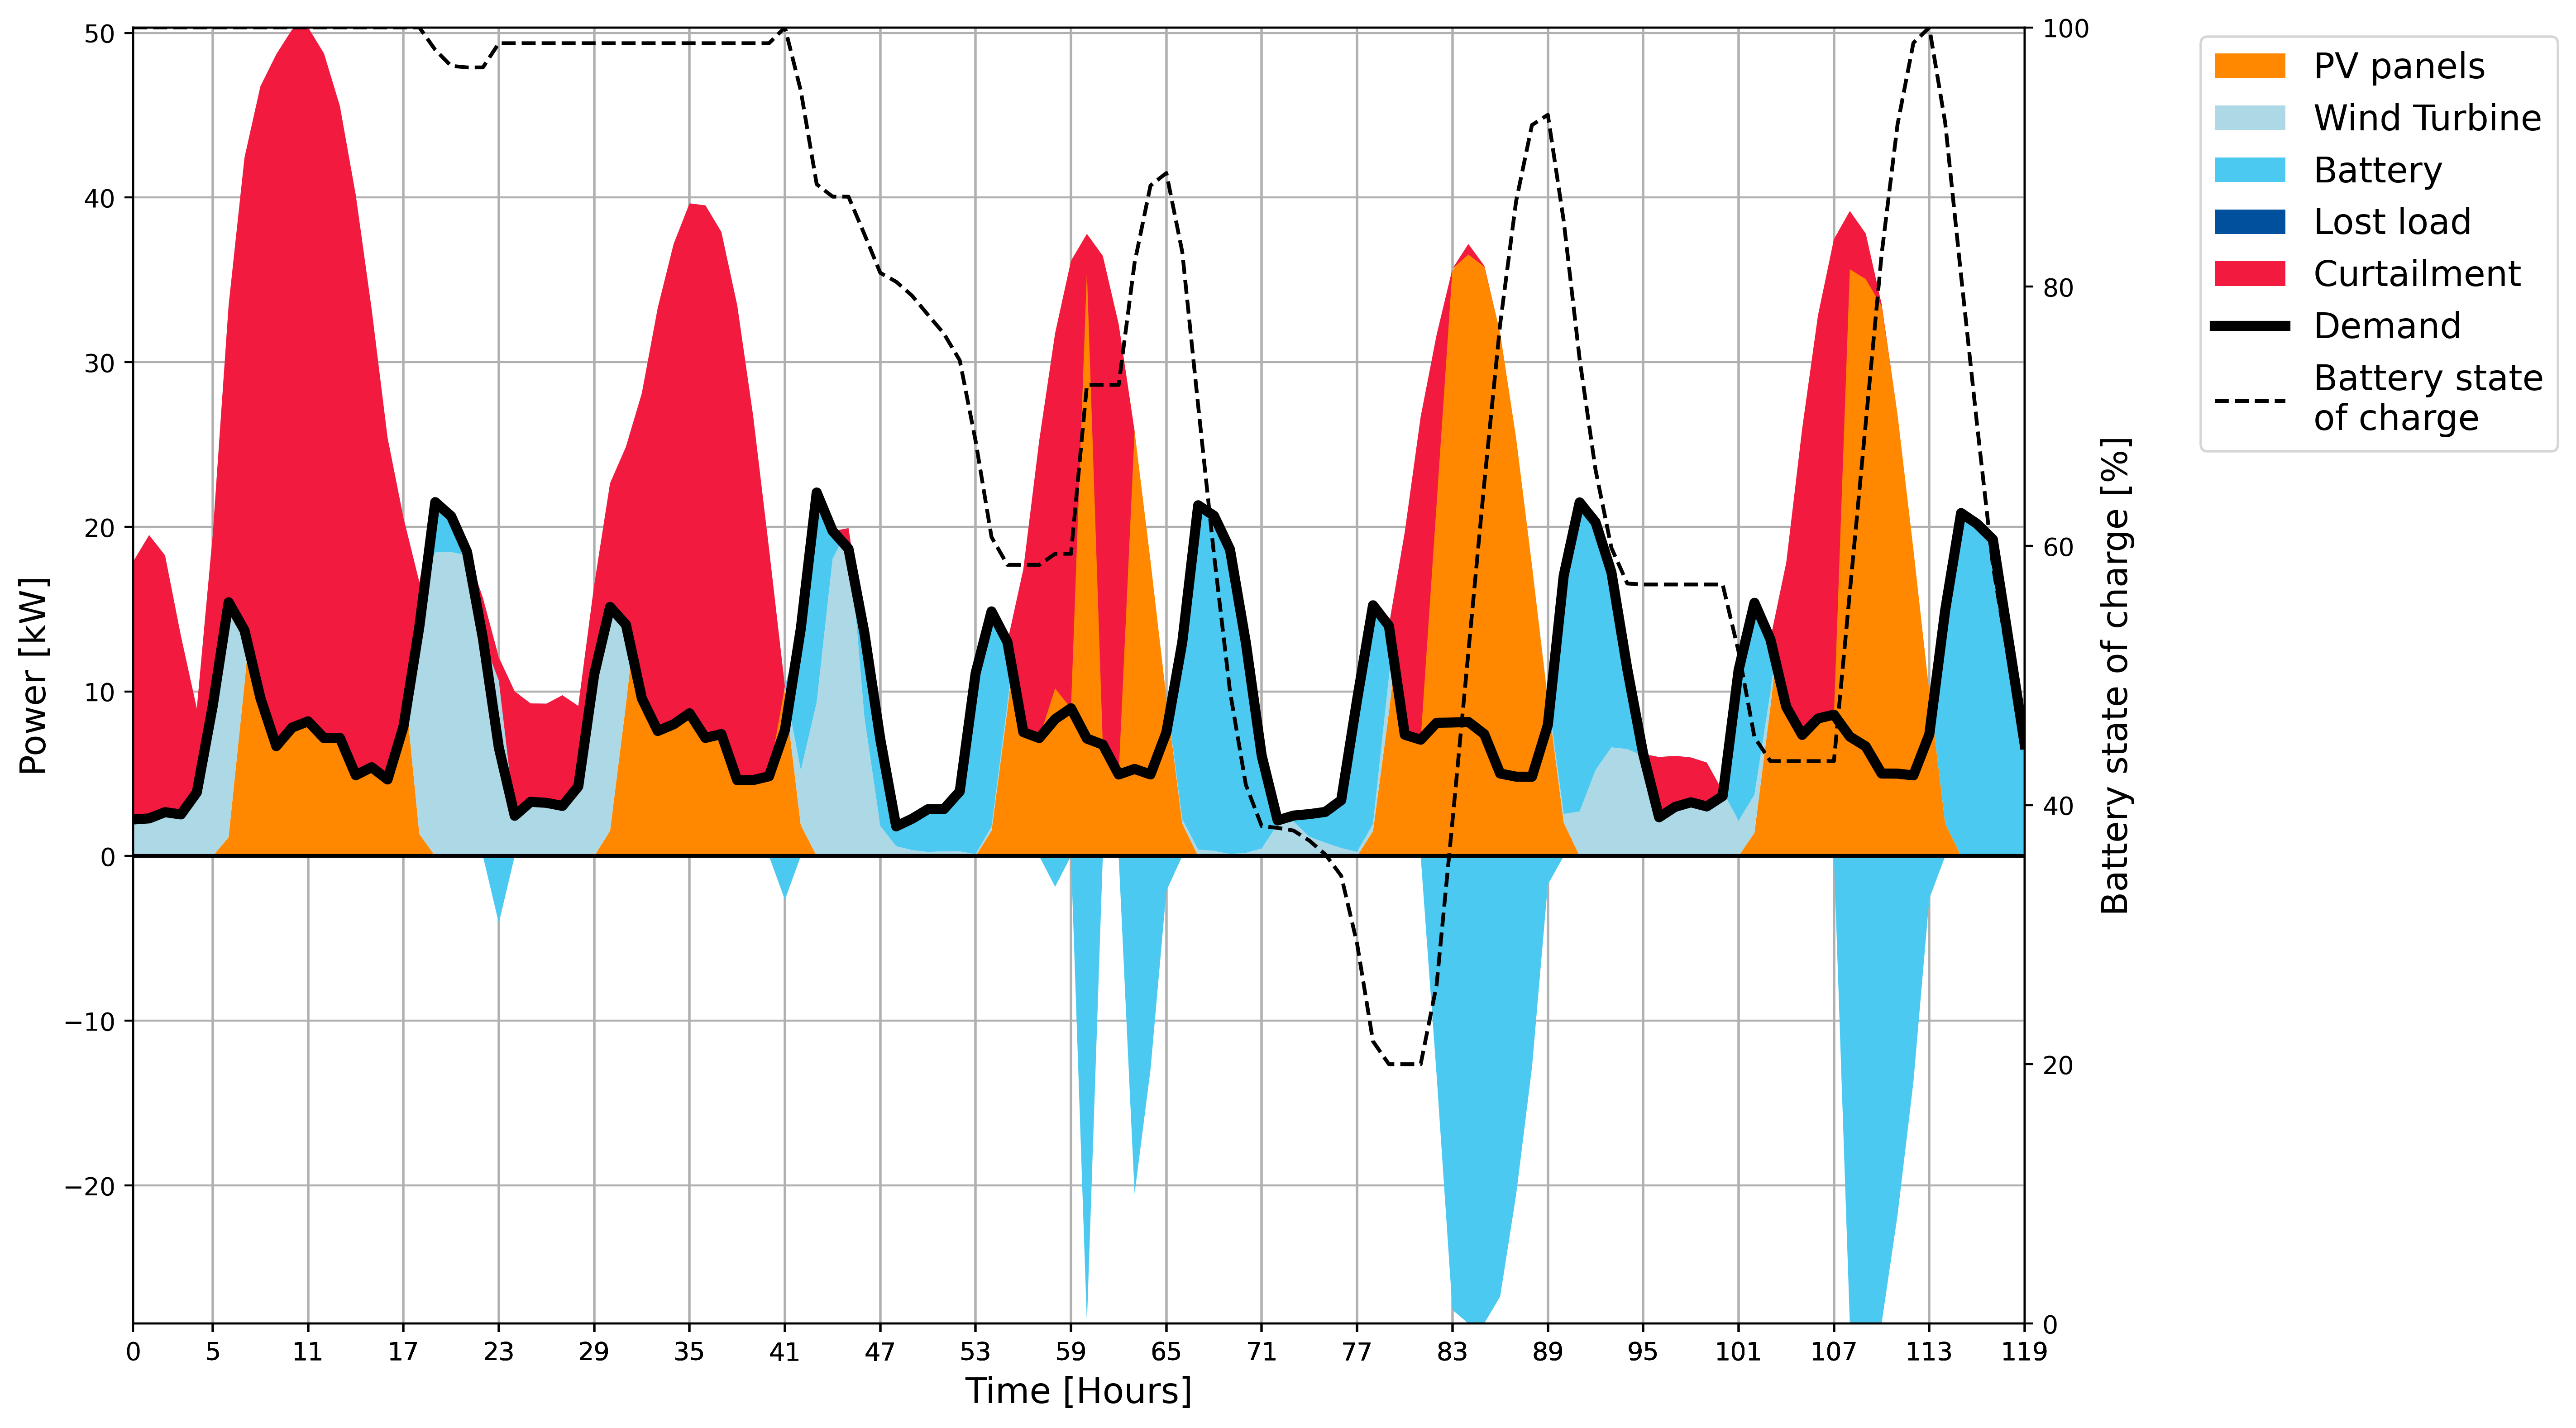 50
40
30
20
10
0
−10
−20
Power [kW]
0 5 11 17 23 29 35 41 47 53 59 65 71 77 83 89 95 101 107 113 119
Time [Hours]
100
80
60
40
20
0
Battery state of charge [%]
PV panels
Wind Turbine
Battery
Lost load
Curtailment
Demand
Battery state
of charge